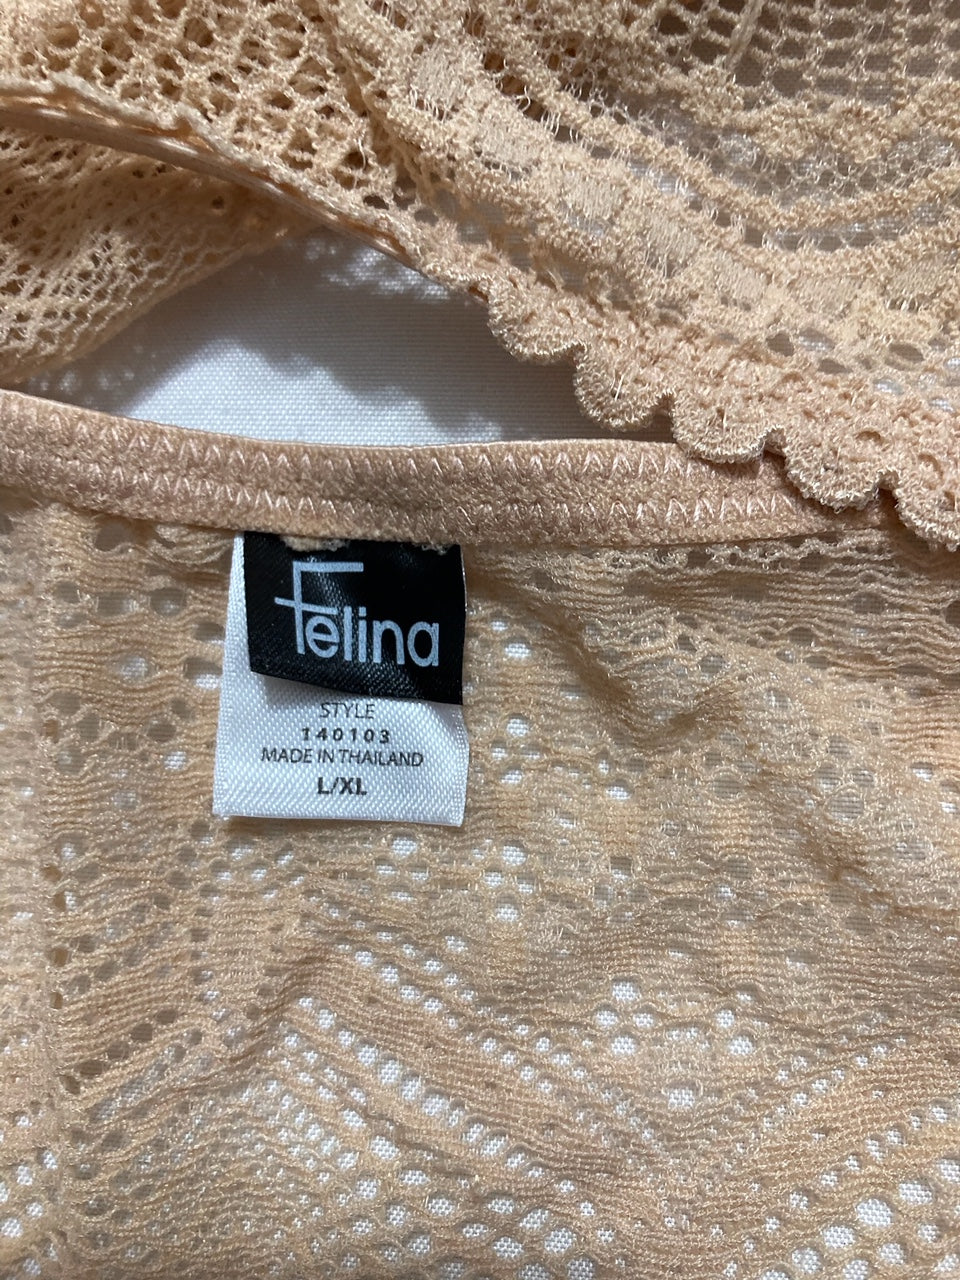 Felina
STYLE
140103
MADE IN THAILAND
L/XL